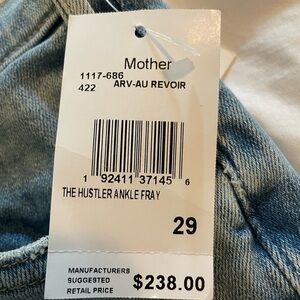 Mother
1117-686
422 ARV-AU REVOIR
1 92411 37145 6
THE HUSTLER ANKLE FRAY
29
MANUFACTURERS
SUGGESTED
RETAIL PRICE $238.00